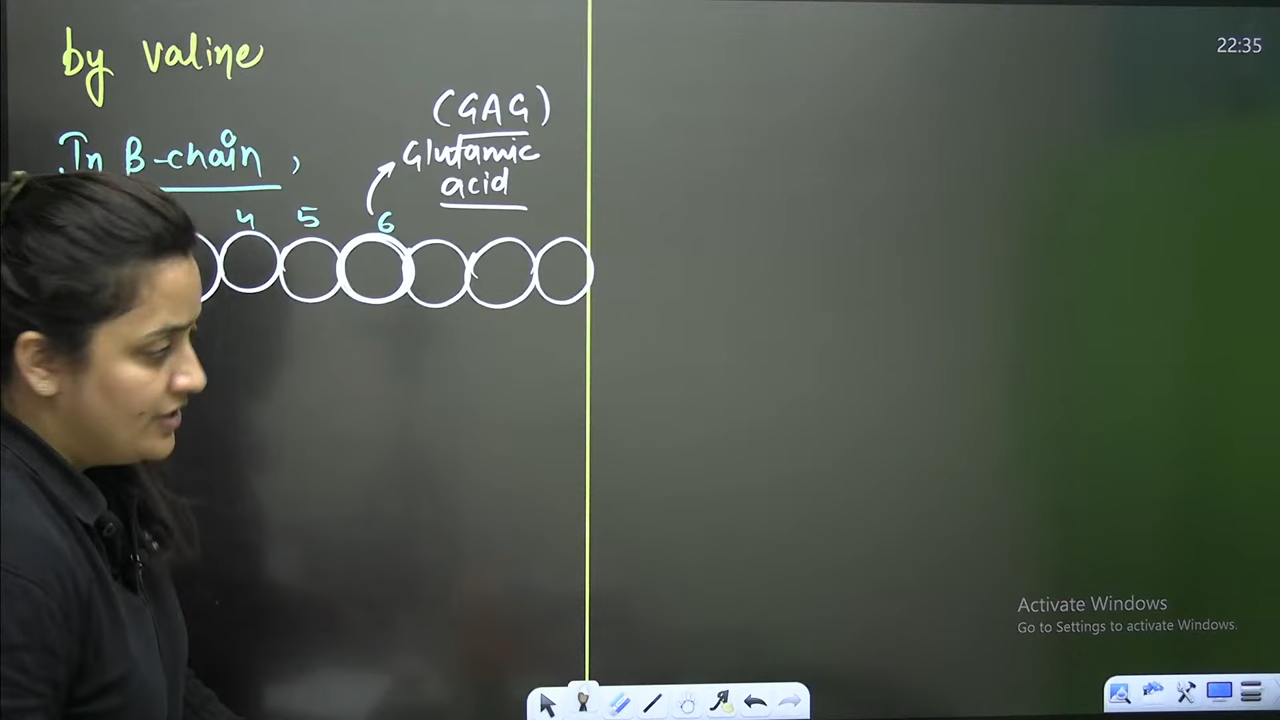 by valine
22:35
(GAG)
In B-chain,
Glutamic
acid
4 5 6
Activate Windows
Go to Settings to activate Windows.